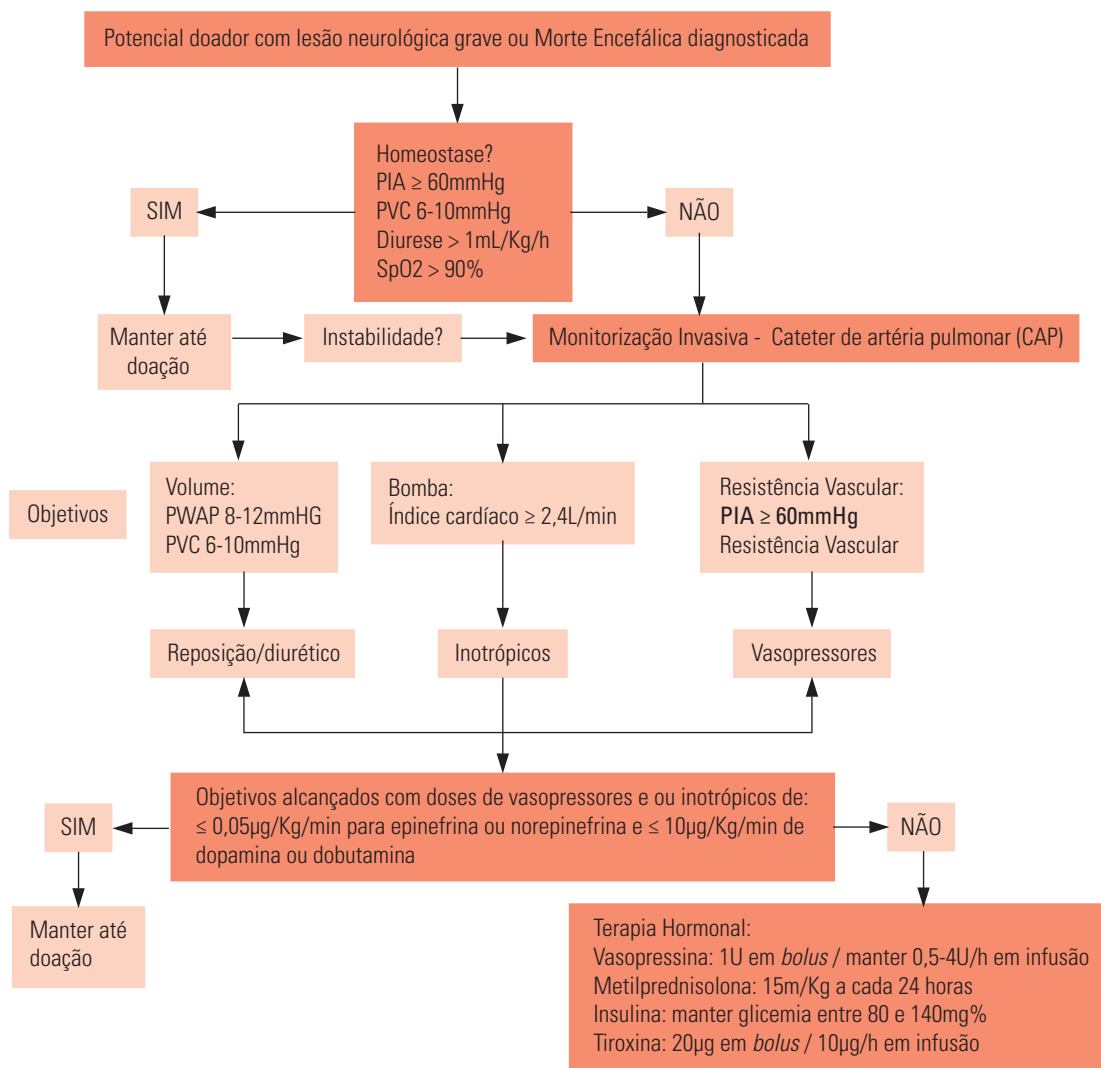 Potencial doador com lesão neurológica grave ou Morte Encefálica diagnosticada
Homeostase?
PIA ≥ 60mmHg
PVC 6-10mmHg
Diurese > 1mL/Kg/h
SpO2 > 90%
SIM
NÃO
Manter até
doação
Instabilidade?
Monitorização Invasiva - Cateter de artéria pulmonar (CAP)
Objetivos
Volume:
PWAP 8-12mmHG
PVC 6-10mmHg
Bomba:
Índice cardíaco ≥ 2,4L/min
Resistência Vascular:
PIA ≥ 60mmHg
Resistência Vascular
Reposição/diurético
Inotrópicos
Vasopressores
Objetivos alcançados com doses de vasopressores e ou inotrópicos de:
≤ 0,05µg/Kg/min para epinefrina ou norepinefrina e ≤ 10µg/Kg/min de
dopamina ou dobutamina
SIM
NÃO
Manter até
doação
Terapia Hormonal:
Vasopressina: 1U em bolus / manter 0,5-4U/h em infusão
Metilprednisolona: 15m/Kg a cada 24 horas
Insulina: manter glicemia entre 80 e 140mg%
Tiroxina: 20µg em bolus / 10µg/h em infusão